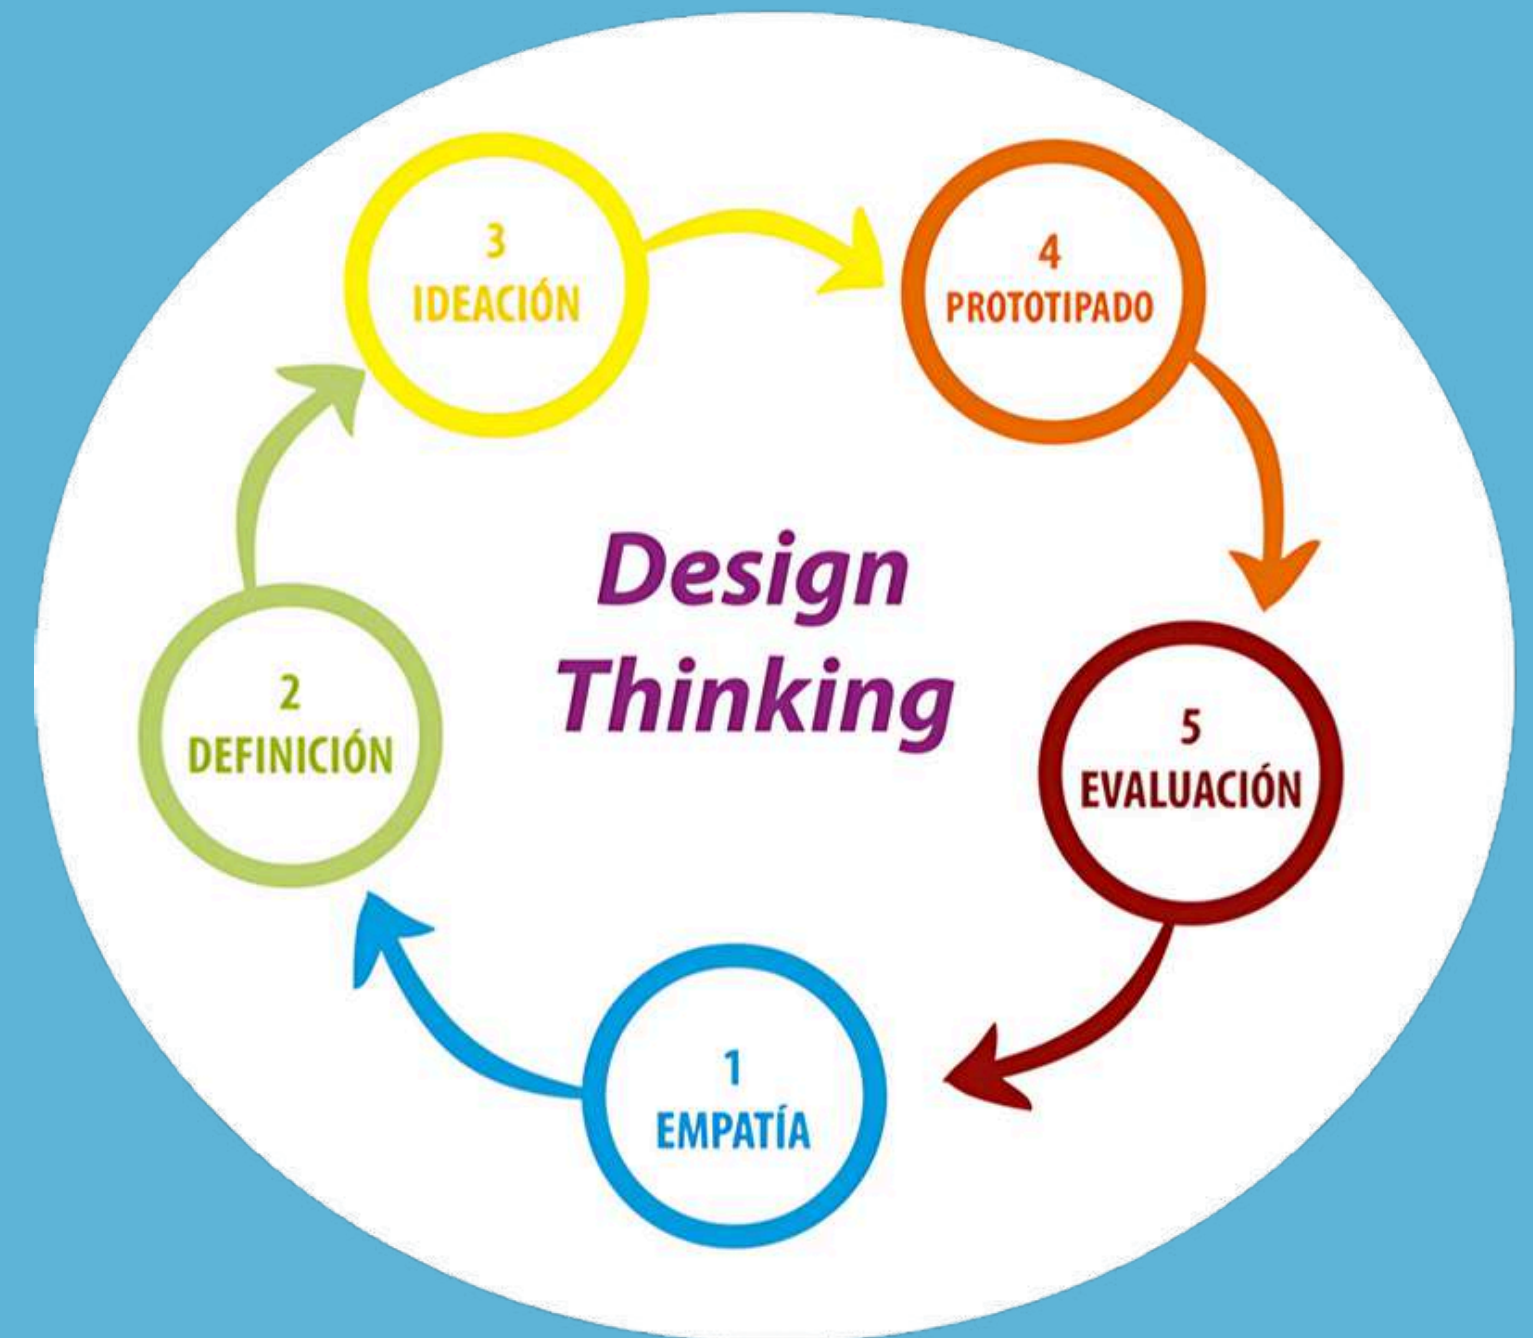 3
IDEACIÓN
4
PROTOTIPADO
Design
Thinking
2
DEFINICIÓN
5
EVALUACIÓN
1
EMPATÍA